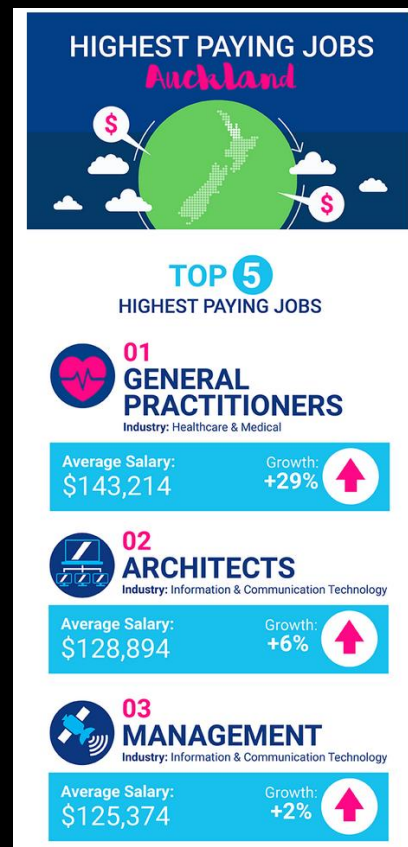 HIGHEST PAYING JOBS
Auckland
$
$
TOP 5
HIGHEST PAYING JOBS
01
GENERAL
PRACTITIONERS
Industry: Healthcare & Medical
Average Salary:
$143,214
Growth:
+29%
02
ARCHITECTS
Industry: Information & Communication Technology
Average Salary:
$128,894
Growth:
+6%
03
MANAGEMENT
Industry: Information & Communication Technology
Average Salary:
$125,374
Growth:
+2%